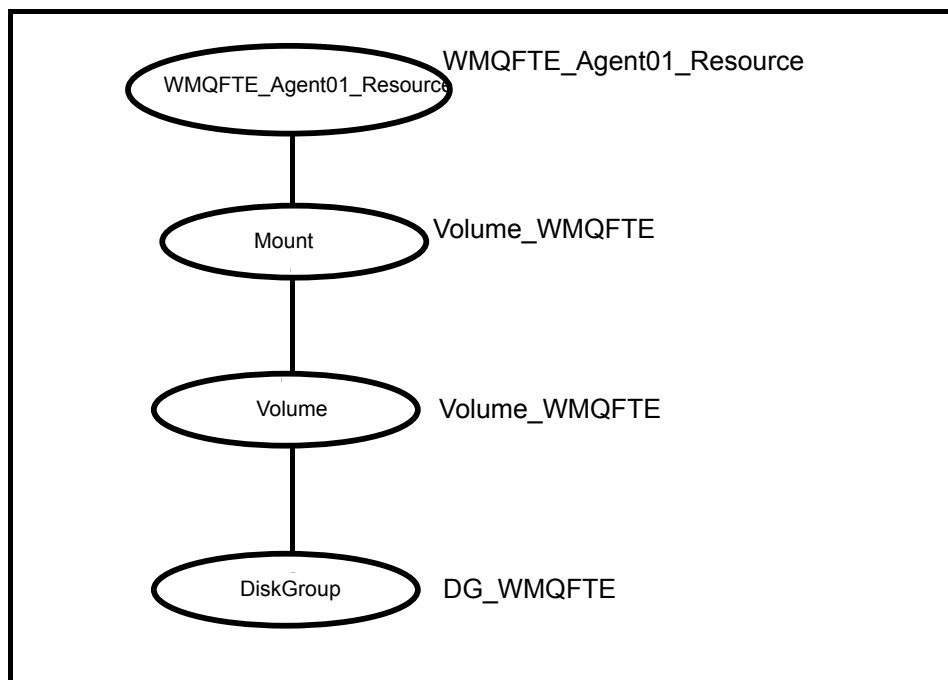 WMQFTE_Agent01_Resource
WMQFTE_Agent01_Resource
Mount
Volume_WMQFTE
Volume
Volume_WMQFTE
DiskGroup
DG_WMQFTE